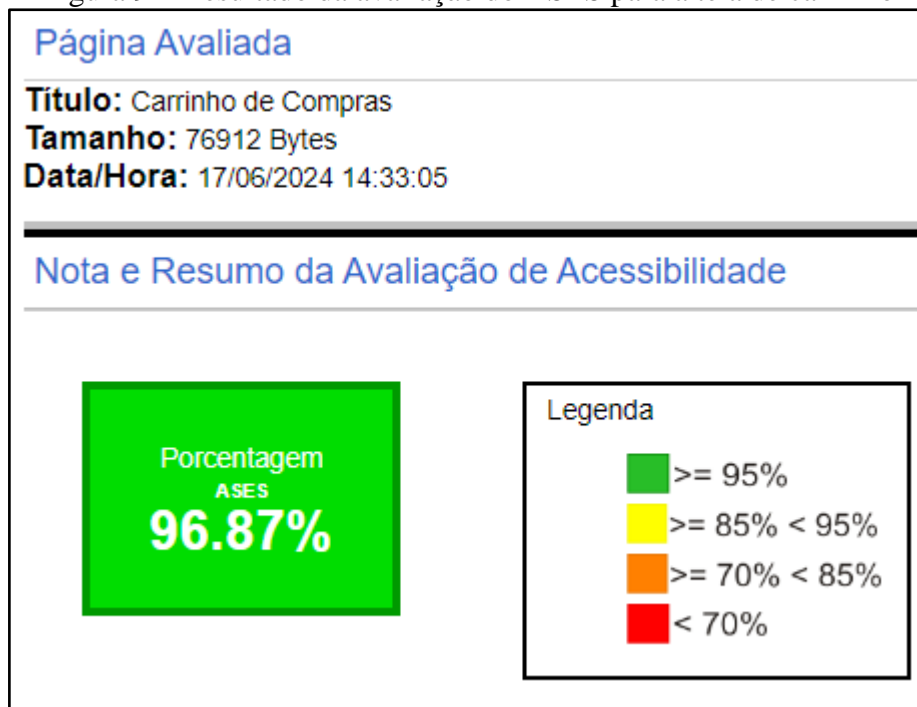 Página Avaliada
Título: Carrinho de Compras
Tamanho: 76912 Bytes
Data/Hora: 17/06/2024 14:33:05
Nota e Resumo da Avaliação de Acessibilidade
Porcentagem
ASES
96.87%
Legenda
>= 95%
>= 85% < 95%
>= 70% < 85%
< 70%